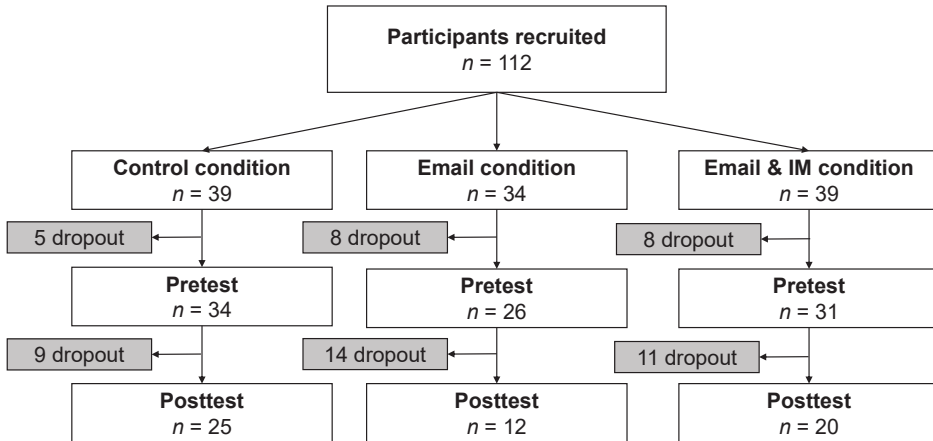 Participants recruited
n = 112
Control condition
n = 39
Email condition
n = 34
Email & IM condition
n = 39
5 dropout
8 dropout
8 dropout
Pretest
n = 34
Pretest
n = 26
Pretest
n = 31
9 dropout
14 dropout
11 dropout
Posttest
n = 25
Posttest
n = 12
Posttest
n = 20